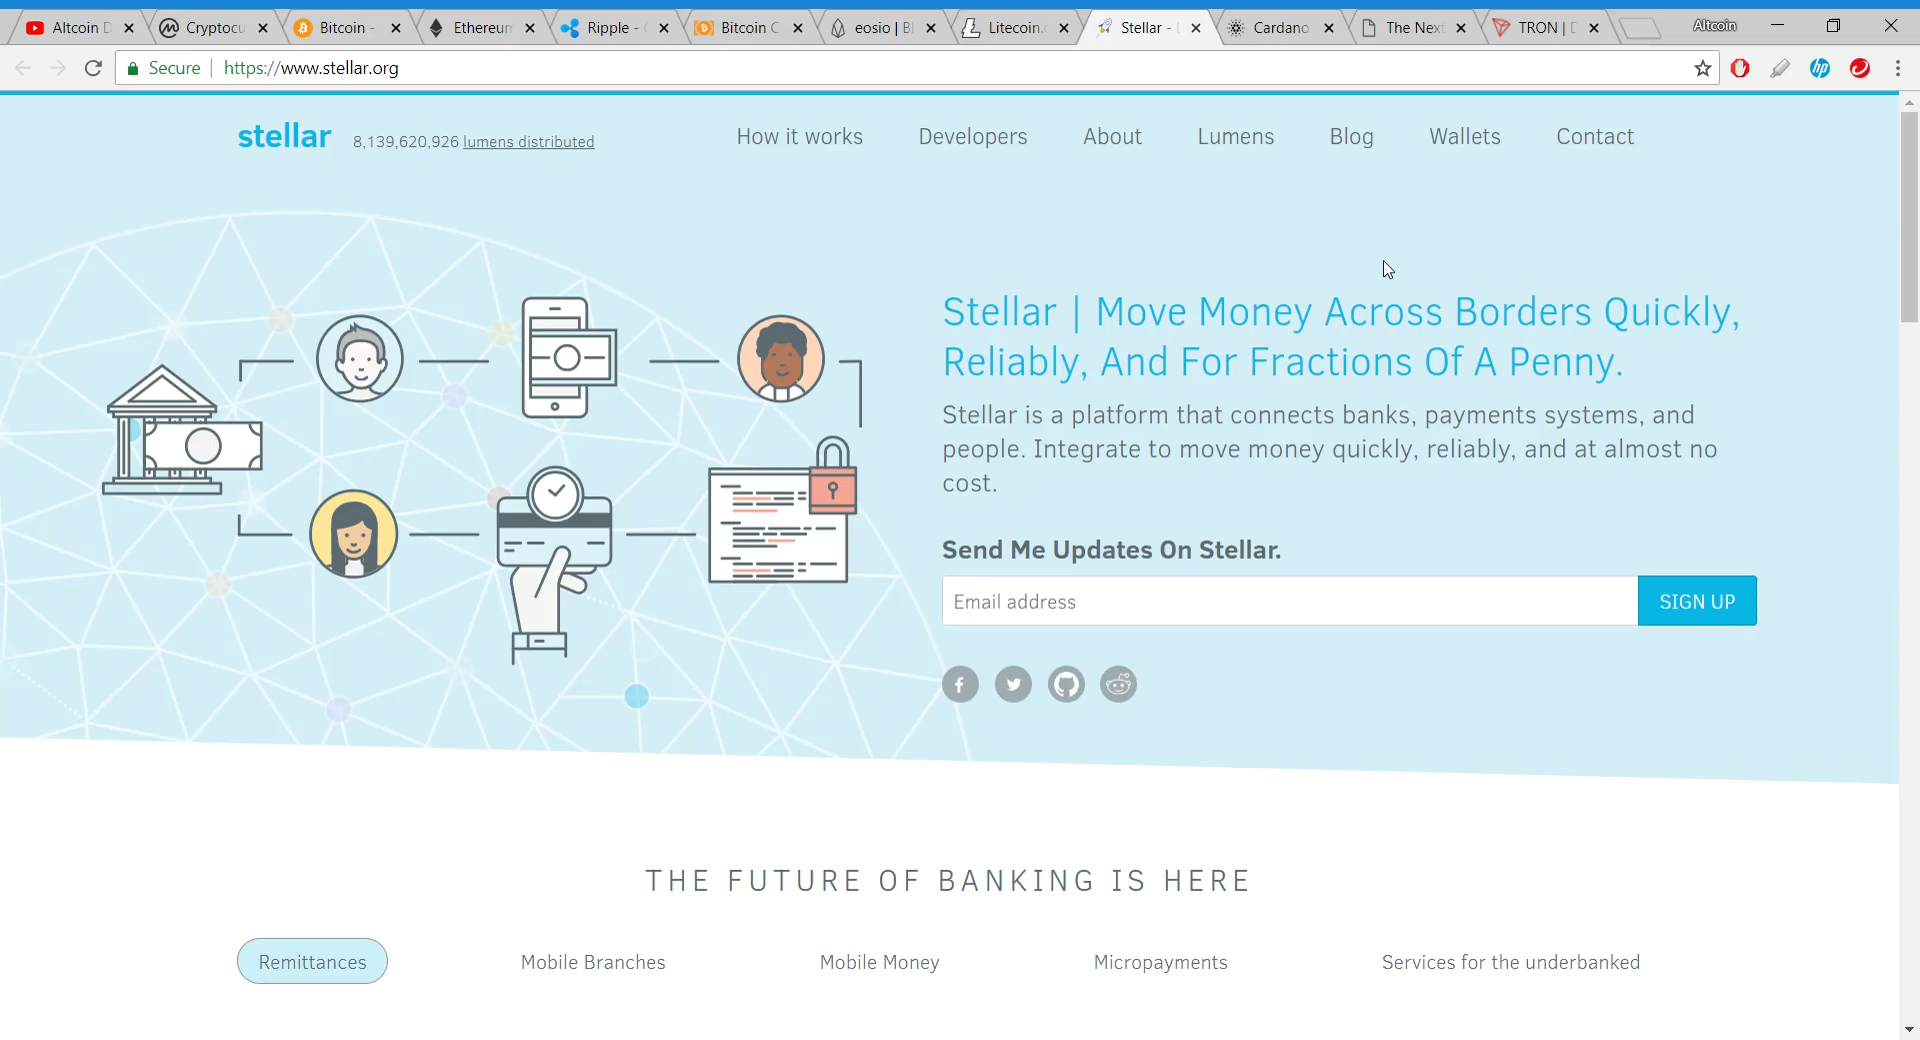 Altcoin D
Cryptocu
Bitcoin -
Ethereum
Ripple -
Bitcoin C
eosio | Bl
Litecoin.
Stellar -
Cardano
The Next
TRON | D
Altcoin
Secure
https://www.stellar.org
hp
stellar
8,139,620,926 lumens distributed
How it works
Developers
About
Lumens
Blog
Wallets
Contact
Stellar | Move Money Across Borders Quickly,
Reliably, And For Fractions Of A Penny.
Stellar is a platform that connects banks, payments systems, and
people. Integrate to move money quickly, reliably, and at almost no
cost.
Send Me Updates On Stellar.
Email address
SIGN UP
THE FUTURE OF BANKING IS HERE
Remittances
Mobile Branches
Mobile Money
Micropayments
Services for the underbanked